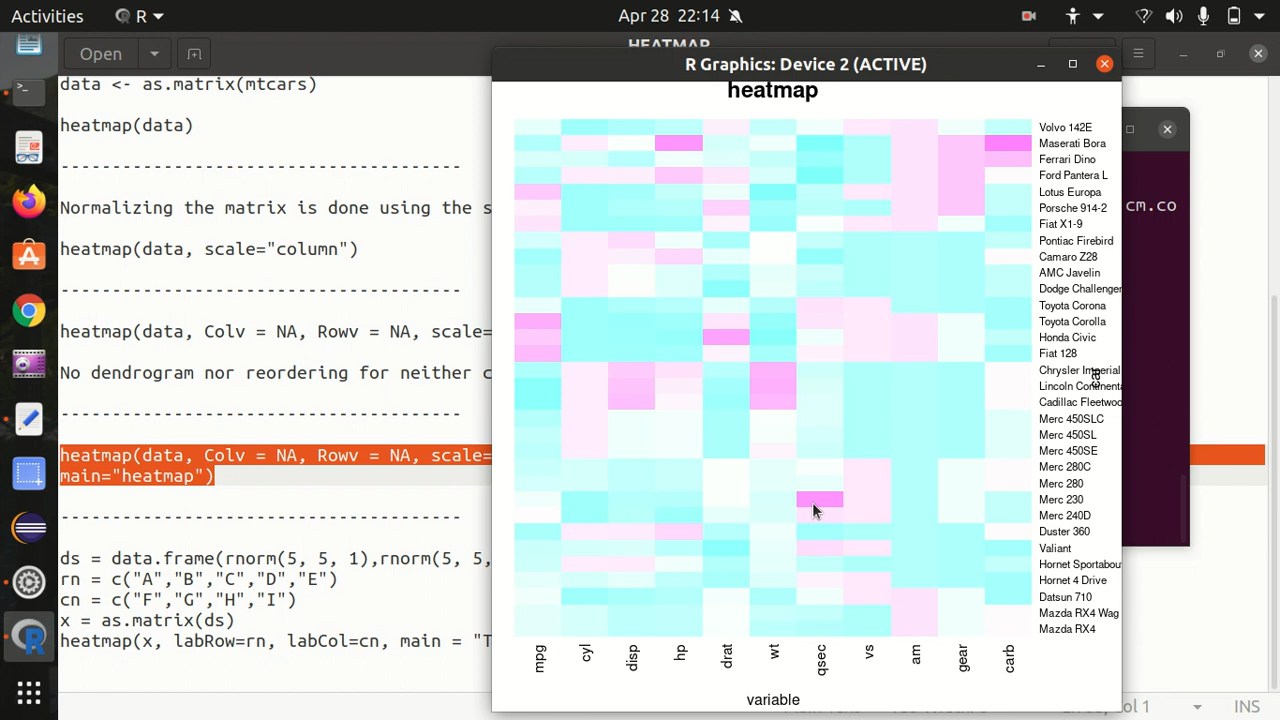 Activities
R
Apr 28 22:14
Open
HEATMAP
data <- as.matrix(mtcars)
heatmap(data)
-----------------------------------------
Normalizing the matrix is done using the s
heatmap(data, scale="column")
-----------------------------------------
heatmap(data, Colv = NA, Rowv = NA, scale=
No dendrogram nor reordering for neither c
-----------------------------------------
heatmap(data, Colv = NA, Rowv = NA, scale=
main="heatmap")
-----------------------------------------
ds = data.frame(rnorm(5, 5, 1),rnorm(5, 5,
rn = c("A","B","C","D","E")
cn = c("F","G","H","I")
x = as.matrix(ds)
heatmap(x, labRow=rn, labCol=cn, main = "T
R Graphics: Device 2 (ACTIVE)
heatmap
Volvo 142E
Maserati Bora
Ferrari Dino
Ford Pantera L
Lotus Europa
Porsche 914-2
Fiat X1-9
Pontiac Firebird
Camaro Z28
AMC Javelin
Dodge Challenger
Toyota Corona
Toyota Corolla
Honda Civic
Fiat 128
Chrysler Imperial
Lincoln Continenta
Cadillac Fleetwoo
Merc 450SLC
Merc 450SL
Merc 450SE
Merc 280C
Merc 280
Merc 230
Merc 240D
Duster 360
Valiant
Hornet Sportabou
Hornet 4 Drive
Datsun 710
Mazda RX4 Wag
Mazda RX4
car
mpg
cyl
disp
hp
drat
wt
qsec
vs
am
gear
carb
variable
cm.co
ol 1
INS